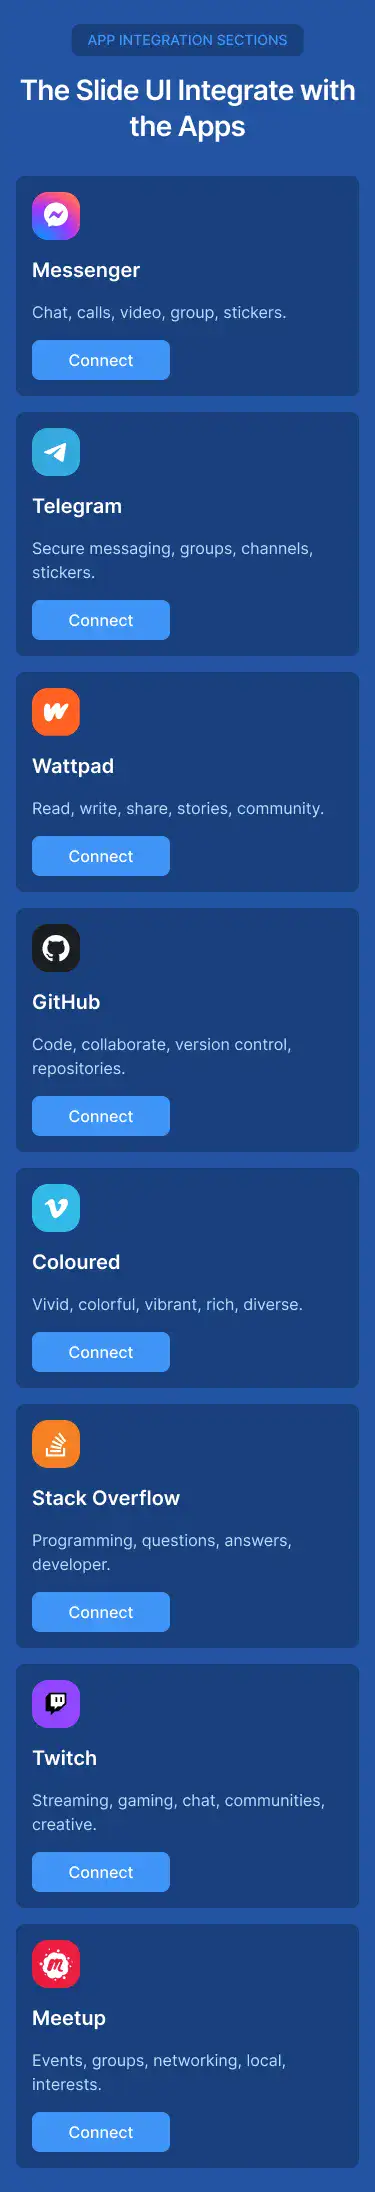 APP INTEGRATION SECTIONS
The Slide UI Integrate with
the Apps
Messenger
Chat, calls, video, group, stickers.
Connect
Telegram
Secure messaging, groups, channels,
stickers.
Connect
Wattpad
Read, write, share, stories, community.
Connect
GitHub
Code, collaborate, version control,
repositories.
Connect
Coloured
Vivid, colorful, vibrant, rich, diverse.
Connect
Stack Overflow
Programming, questions, answers,
developer.
Connect
Twitch
Streaming, gaming, chat, communities,
creative.
Connect
Meetup
Events, groups, networking, local,
interests.
Connect